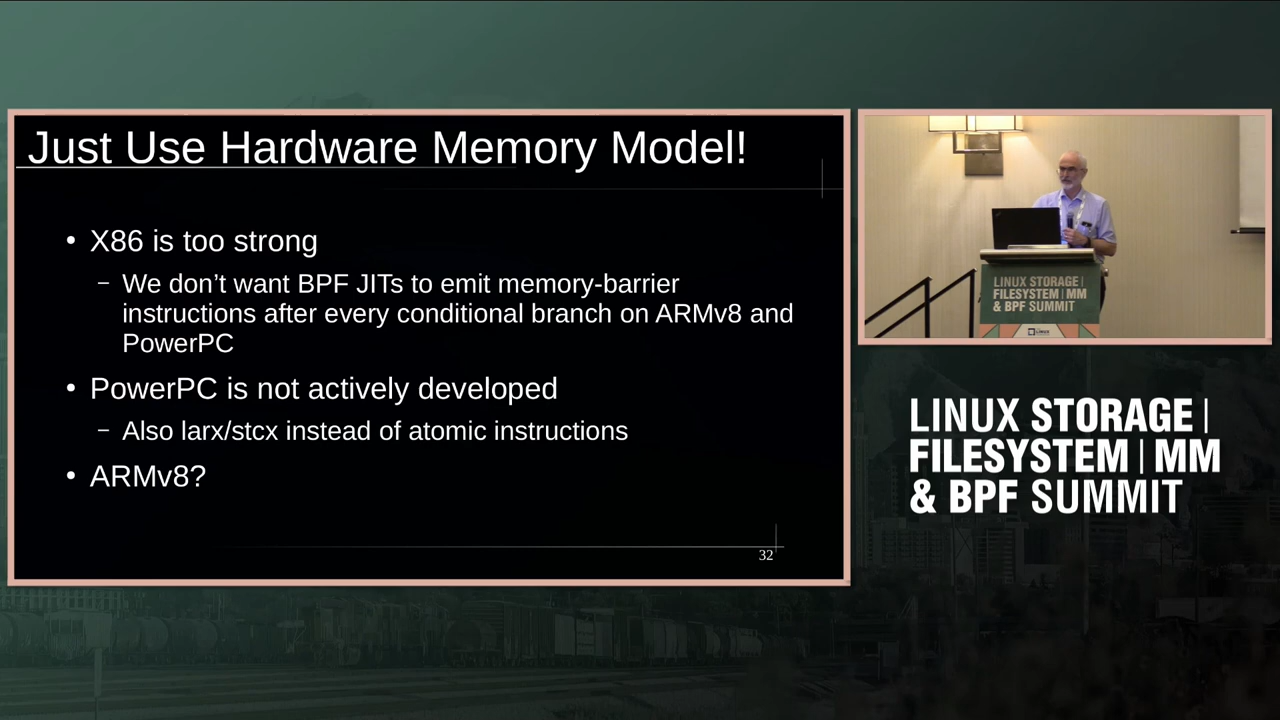 Just Use Hardware Memory Model!
• X86 is too strong
– We don’t want BPF JITs to emit memory-barrier
instructions after every conditional branch on ARMv8 and
PowerPC
• PowerPC is not actively developed
– Also larx/stcx instead of atomic instructions
• ARMv8?
32
LINUX STORAGE |
FILESYSTEM | MM
& BPF SUMMIT
LINUX STORAGE |
FILESYSTEM | MM
& BPF SUMMIT